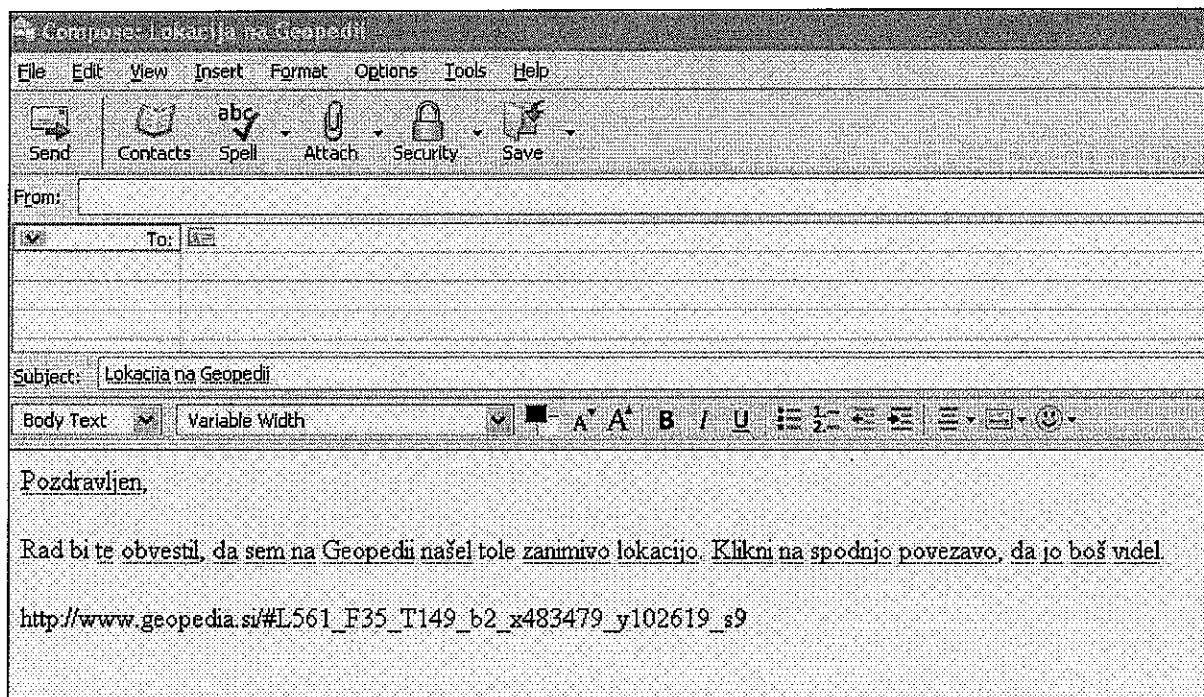 Compose: Lokacija na Geopedii
File Edit View Insert Format Options Tools Help
abc
Send Contacts Spell Attach Security Save
From:
To:
Subject: Lokacija na Geopedii
Body Text Variable Width A A B I U
Pozdravljen,
Rad bi te obvestil, da sem na Geopedii našel tole zanimivo lokacijo. Klikni na spodnjo povezavo, da jo boš videl.
http://www.geopedia.si/#L561_F35_T149_b2_x483479_y102619_s9